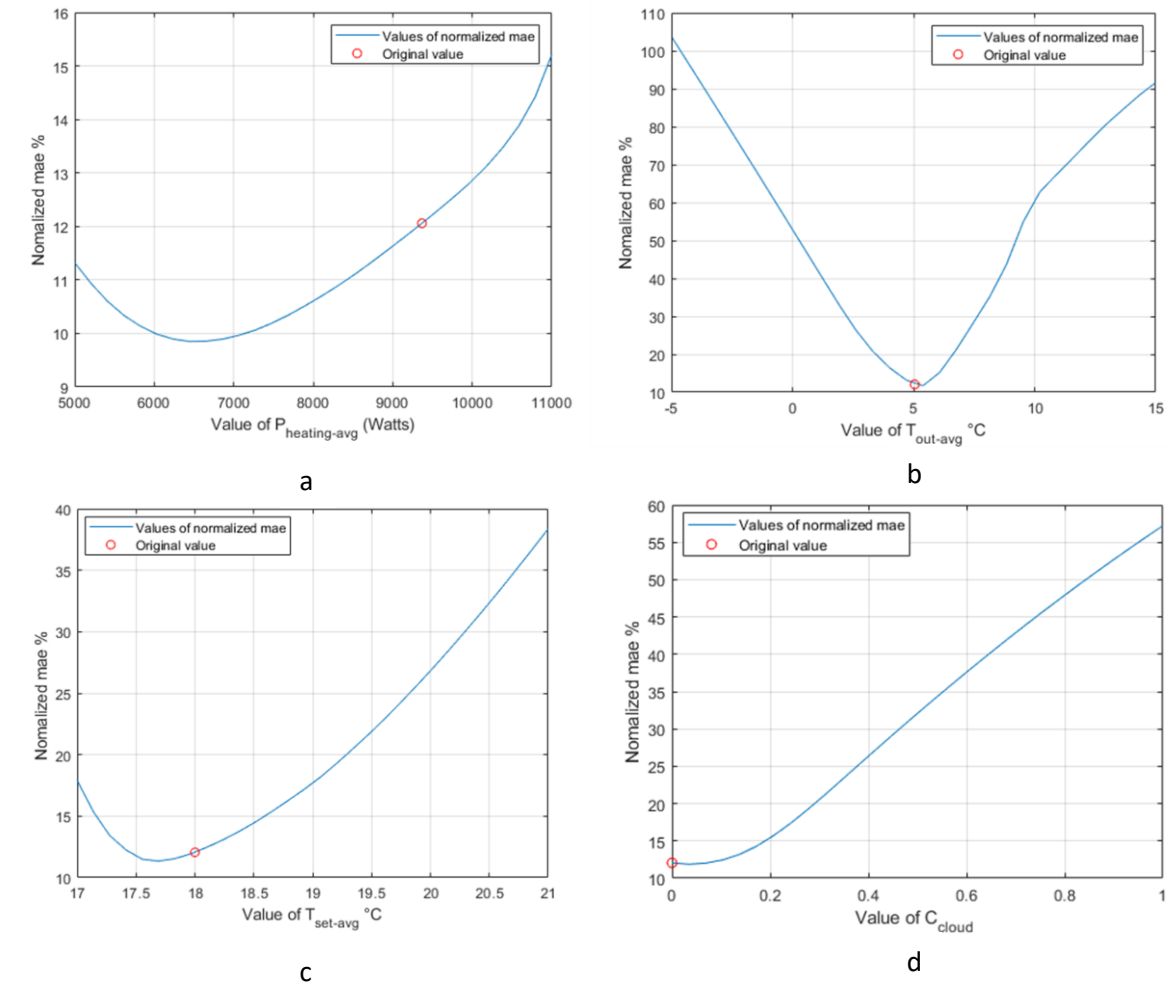 16
15
14
13
12
11
10
9
Nomalized mae %
Values of normalized mae
Original value
5000 6000 7000 8000 9000 10000 11000
Value of Pheating-avg (Watts)
a
110
100
90
80
70
60
50
40
30
20
10
Nomalized mae %
Values of normalized mae
Original value
-5 0 5 10 15
Value of Tout-avg °C
b
40
35
30
25
20
15
10
Nomalized mae %
Values of normalized mae
Original value
17 17.5 18 18.5 19 19.5 20 20.5 21
Value of Tset-avg °C
c
60
55
50
45
40
35
30
25
20
15
10
Nomalized mae %
Values of normalized mae
Original value
0 0.2 0.4 0.6 0.8 1
Value of Ccloud
d